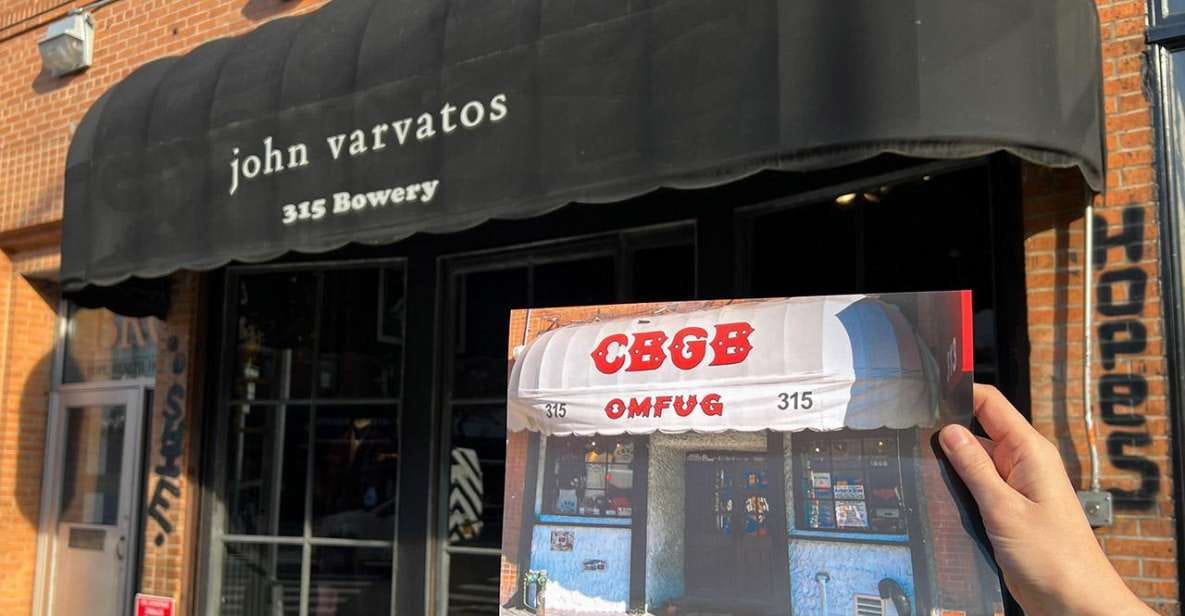 john varvatos
315 Bowery
HOPES
CBGB
315 OMFUG 315